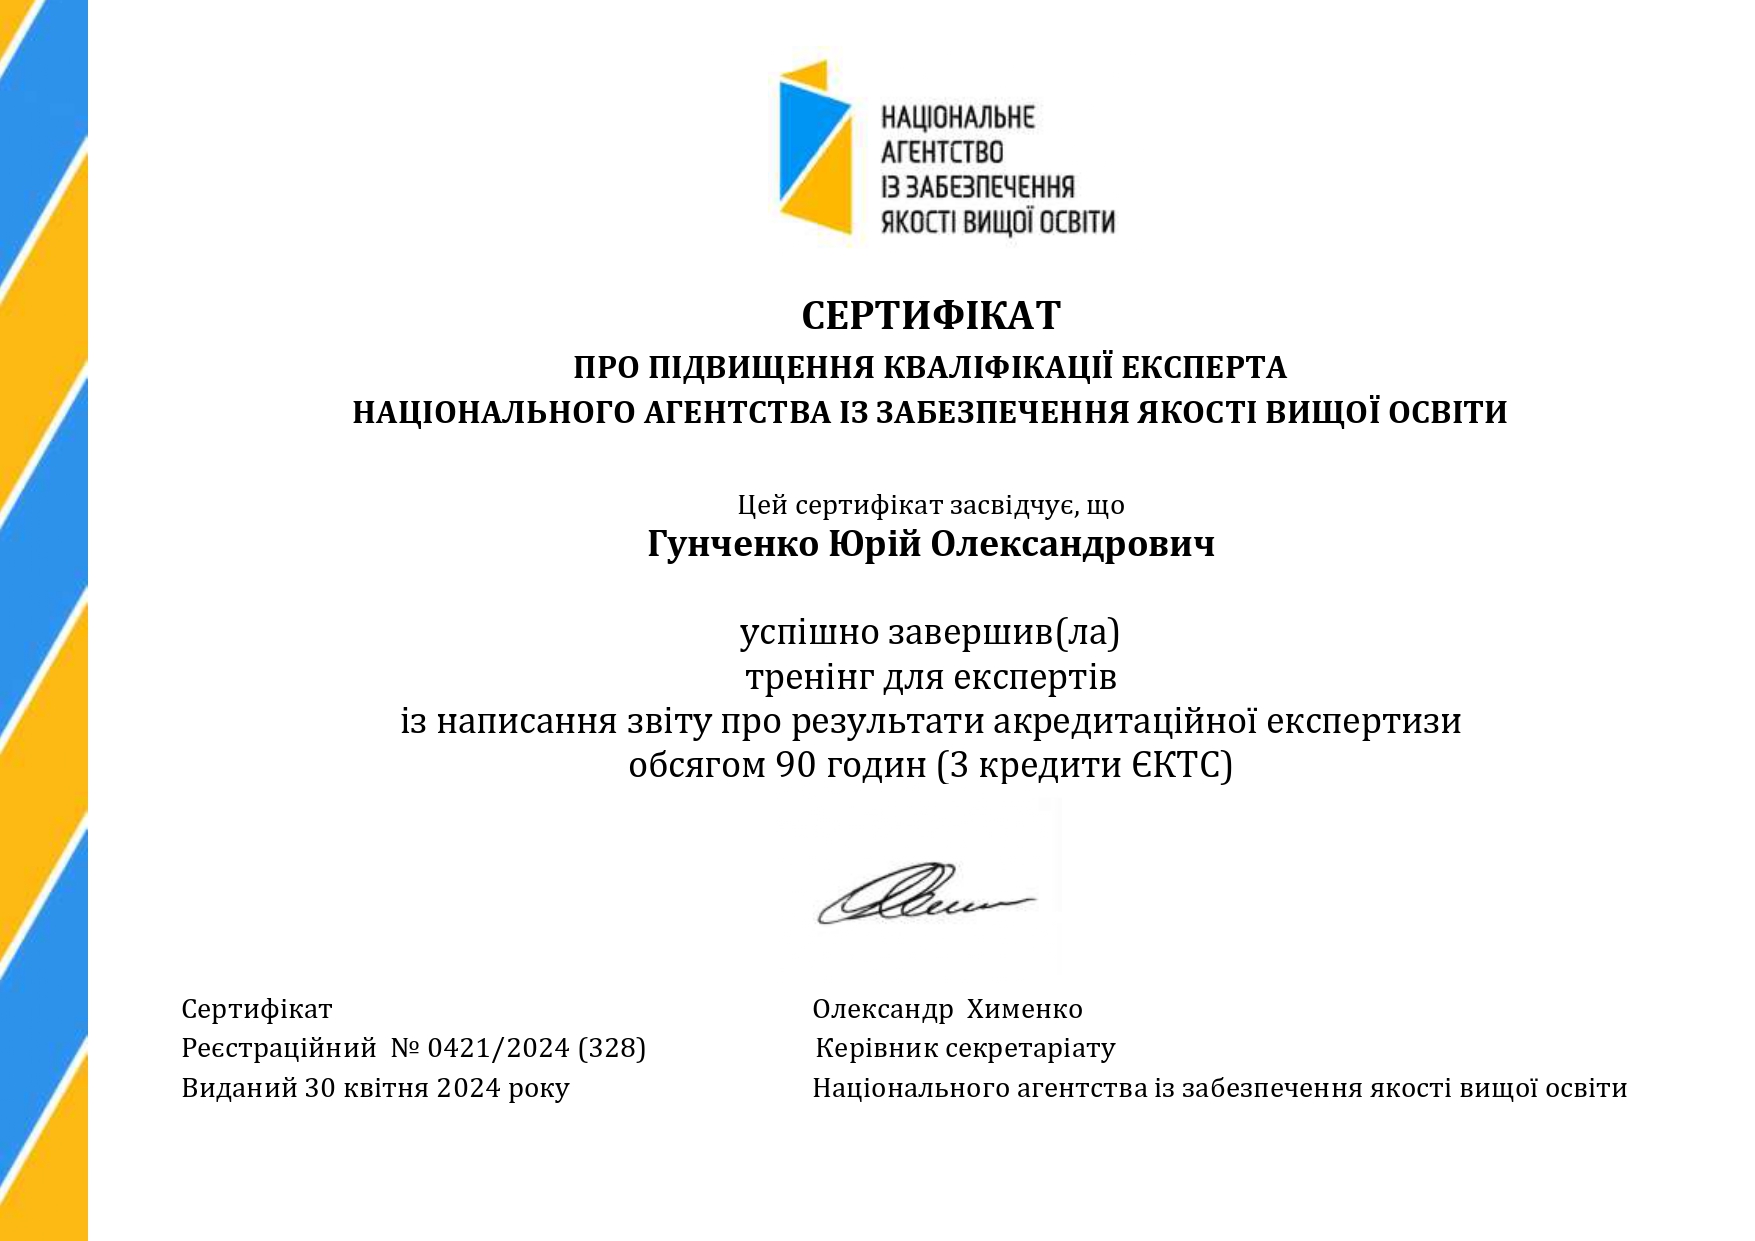 НАЦІОНАЛЬНЕ
АГЕНТСТВО
ІЗ ЗАБЕЗПЕЧЕННЯ
ЯКОСТІ ВИЩОЇ ОСВІТИ
СЕРТИФІКАТ
ПРО ПІДВИЩЕННЯ КВАЛІФІКАЦІЇ ЕКСПЕРТА
НАЦІОНАЛЬНОГО АГЕНТСТВА ІЗ ЗАБЕЗПЕЧЕННЯ ЯКОСТІ ВИЩОЇ ОСВІТИ
Цей сертифікат засвідчує, що
Гунченко Юрій Олександрович
успішно завершив(ла)
тренінг для експертів
із написання звіту про результати акредитаційної експертизи
обсягом 90 годин (3 кредити ЄКТС)
Сертифікат
Реєстраційний № 0421/2024 (328)
Виданий 30 квітня 2024 року
Олександр Хименко
Керівник секретаріату
Національного агентства із забезпечення якості вищої освіти